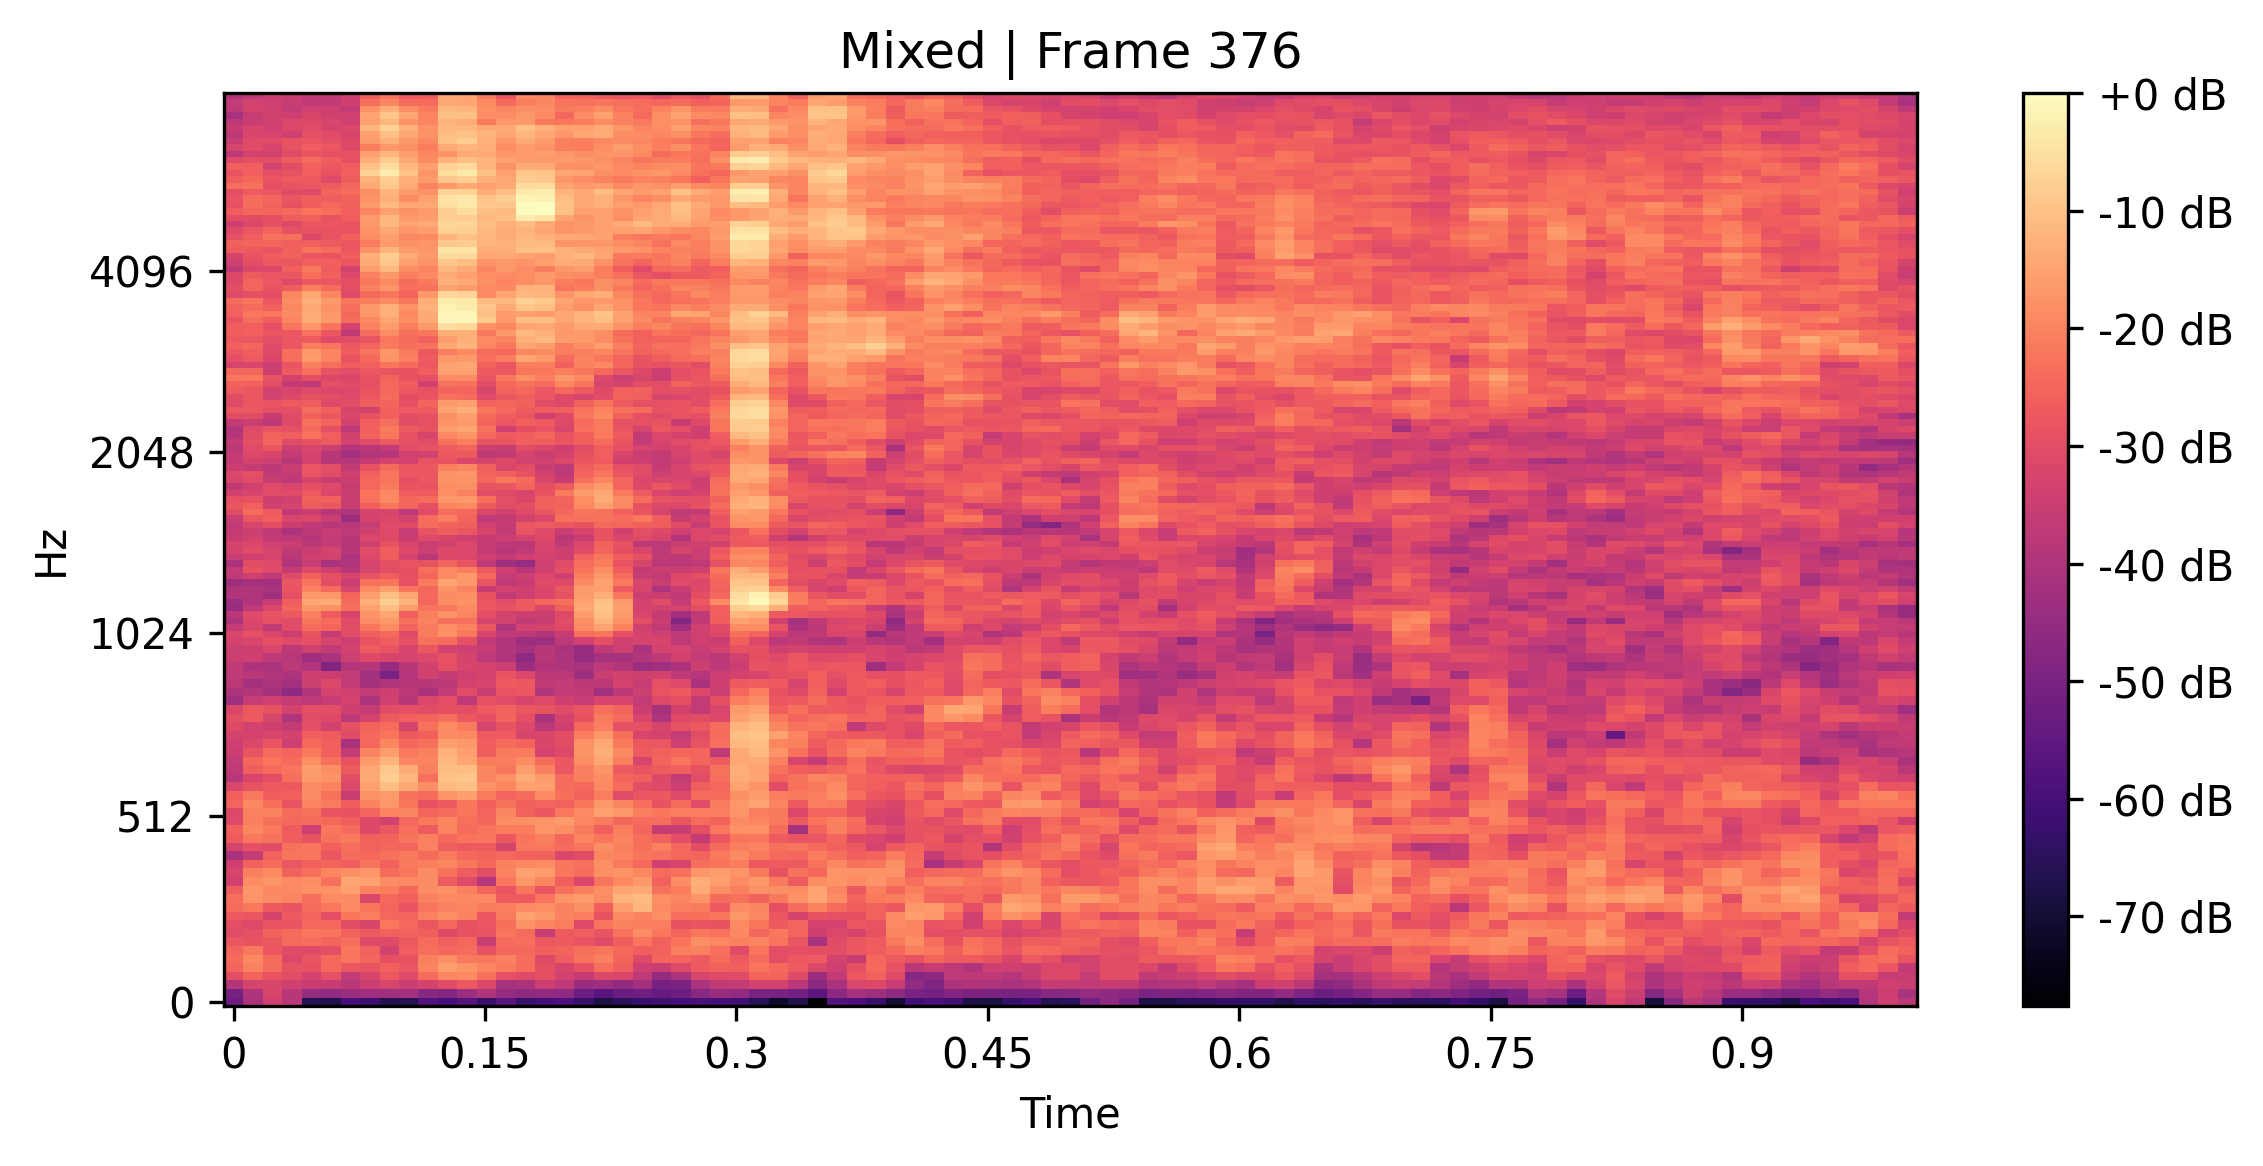 Mixed | Frame 376
+0 dB
-10 dB
-20 dB
-30 dB
-40 dB
-50 dB
-60 dB
-70 dB
4096
2048
1024
512
0
Hz
0 0.15 0.3 0.45 0.6 0.75 0.9
Time